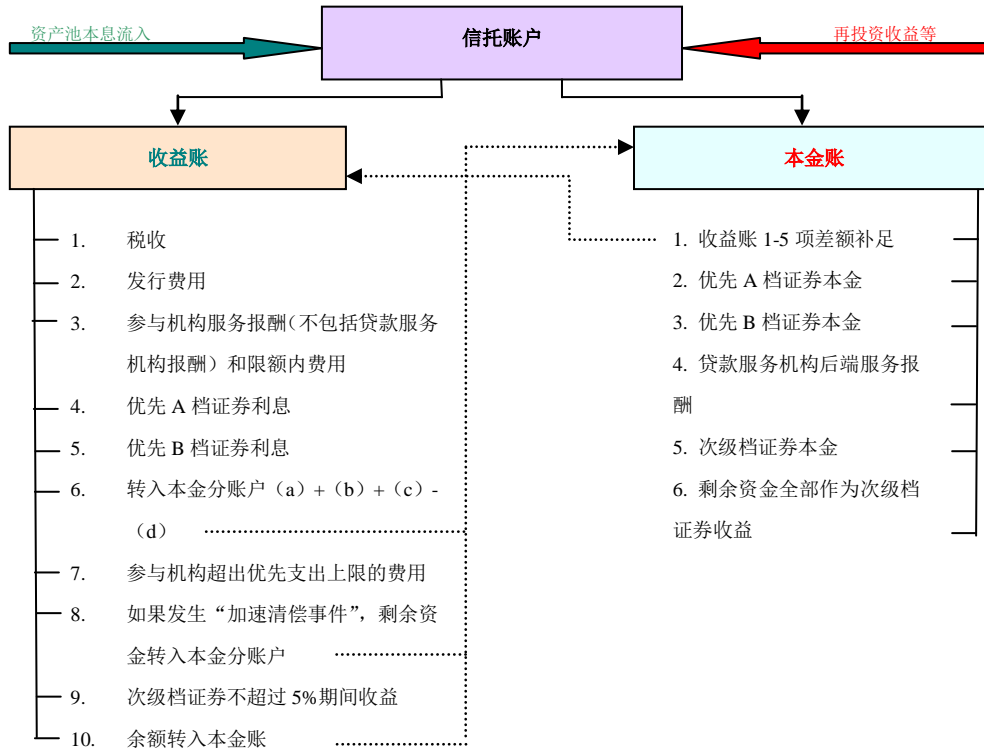 资产池本息流入
信托账户
再投资收益等
收益账
本金账
1. 税收
2. 发行费用
3. 参与机构服务报酬（不包括贷款服务
机构报酬）和限额内费用
4. 优先 A 档证券利息
5. 优先 B 档证券利息
6. 转入本金分账户（a）+（b）+（c）-
（d）
7. 参与机构超出优先支出上限的费用
8. 如果发生“加速清偿事件”，剩余资
金转入本金分账户
9. 次级档证券不超过 5%期间收益
10. 余额转入本金账
1. 收益账 1-5 项差额补足
2. 优先 A 档证券本金
3. 优先 B 档证券本金
4. 贷款服务机构后端服务报
酬
5. 次级档证券本金
6. 剩余资金全部作为次级档
证券收益